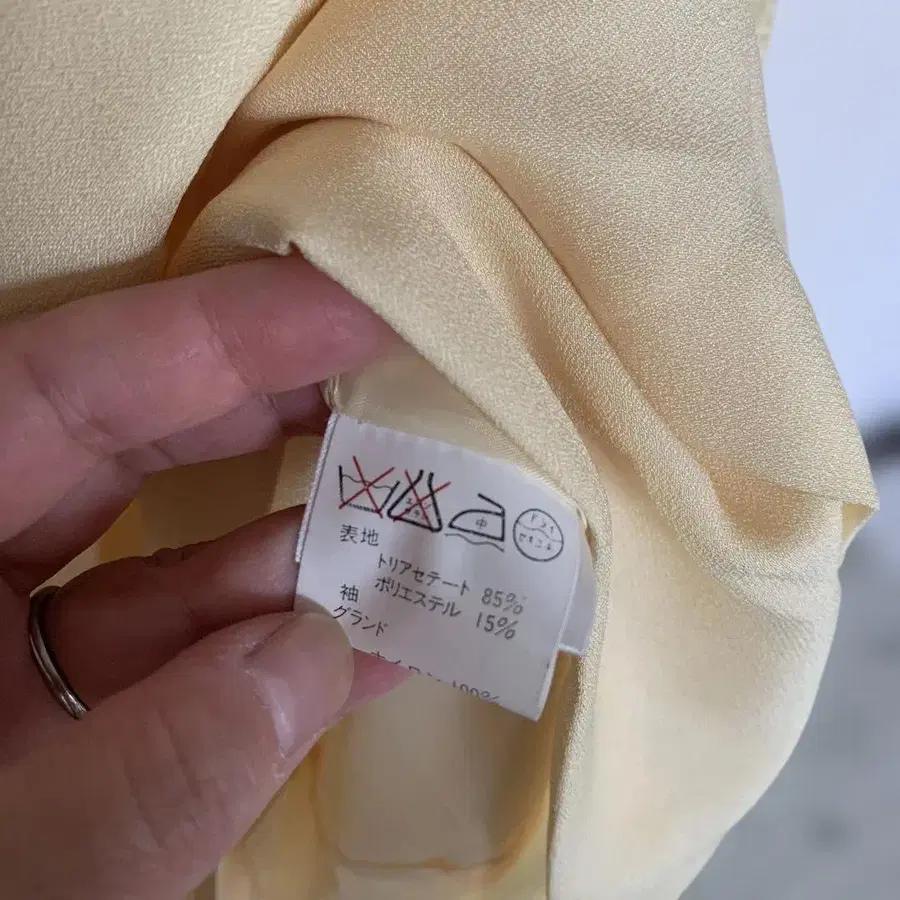 中
ドライ
セキユ系
表地
トリアセテート 85%
ポリエステル 15%
袖
グランド
100%